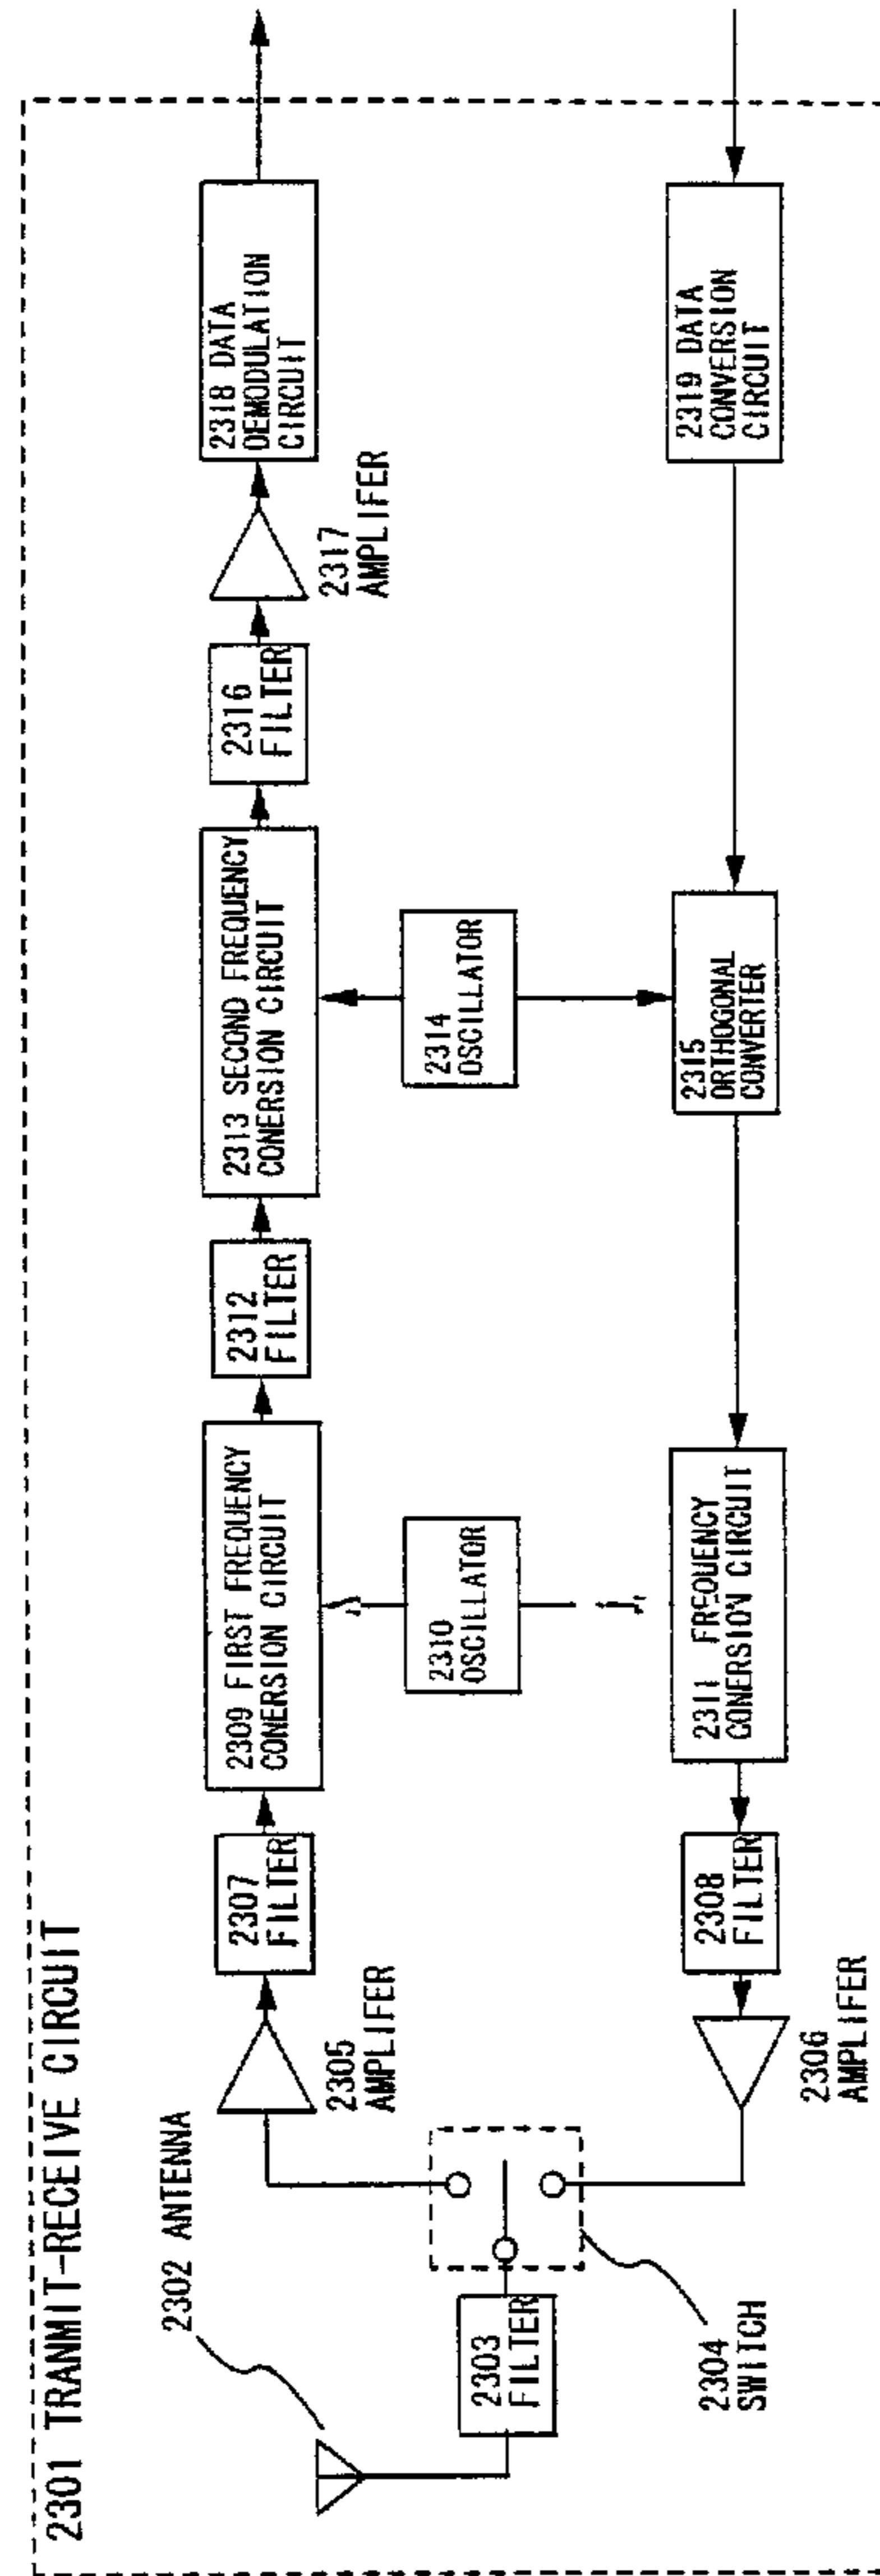 2301 TRANMIT-RECEIVE CIRCUIT
2302 ANTENNA
2303
FILTER
2304
SWITCH
2305
AMPLIFER
2307
FILTER
2309 FIRST FREQUENCY
CONERSION CIRCUIT
2312
FILTER
2313 SECOND FREQUENCY
CONERSION CIRCUIT
2316
FILTER
2317
AMPLIFER
2318 DATA
DEMODULATION
CIRCUIT
2310
OSCILLATOR
2314
OSCILLATOR
2306
AMPLIFER
2308
FILTER
2311 FREQUENCY
CONERSION CIRCUIT
2315
ORTHOGONAL
CONVERTER
2319 DATA
CONVERSION
CIRCUIT